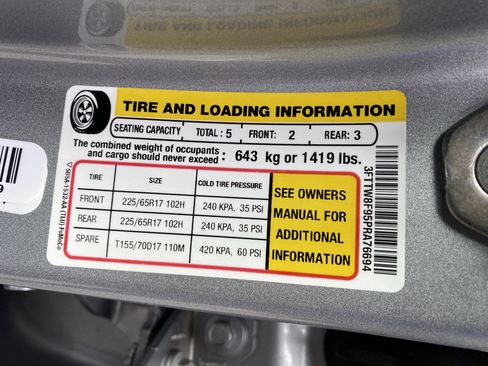 TIRE AND LOADING INFORMATION
SEATING CAPACITY TOTAL : 5 FRONT: 2 REAR: 3
The combined weight of occupants
and cargo should never exceed : 643 kg or 1419 lbs.
TIRE SIZE COLD TIRE PRESSURE
FRONT 225/65R17 102H 240 KPA, 35 PSI
REAR 225/65R17 102H 240 KPA, 35 PSI
SPARE T155/70D17 110M 420 KPA, 60 PSI
SEE OWNERS
MANUAL FOR
ADDITIONAL
INFORMATION
3FTTW8F95PRA76694
9